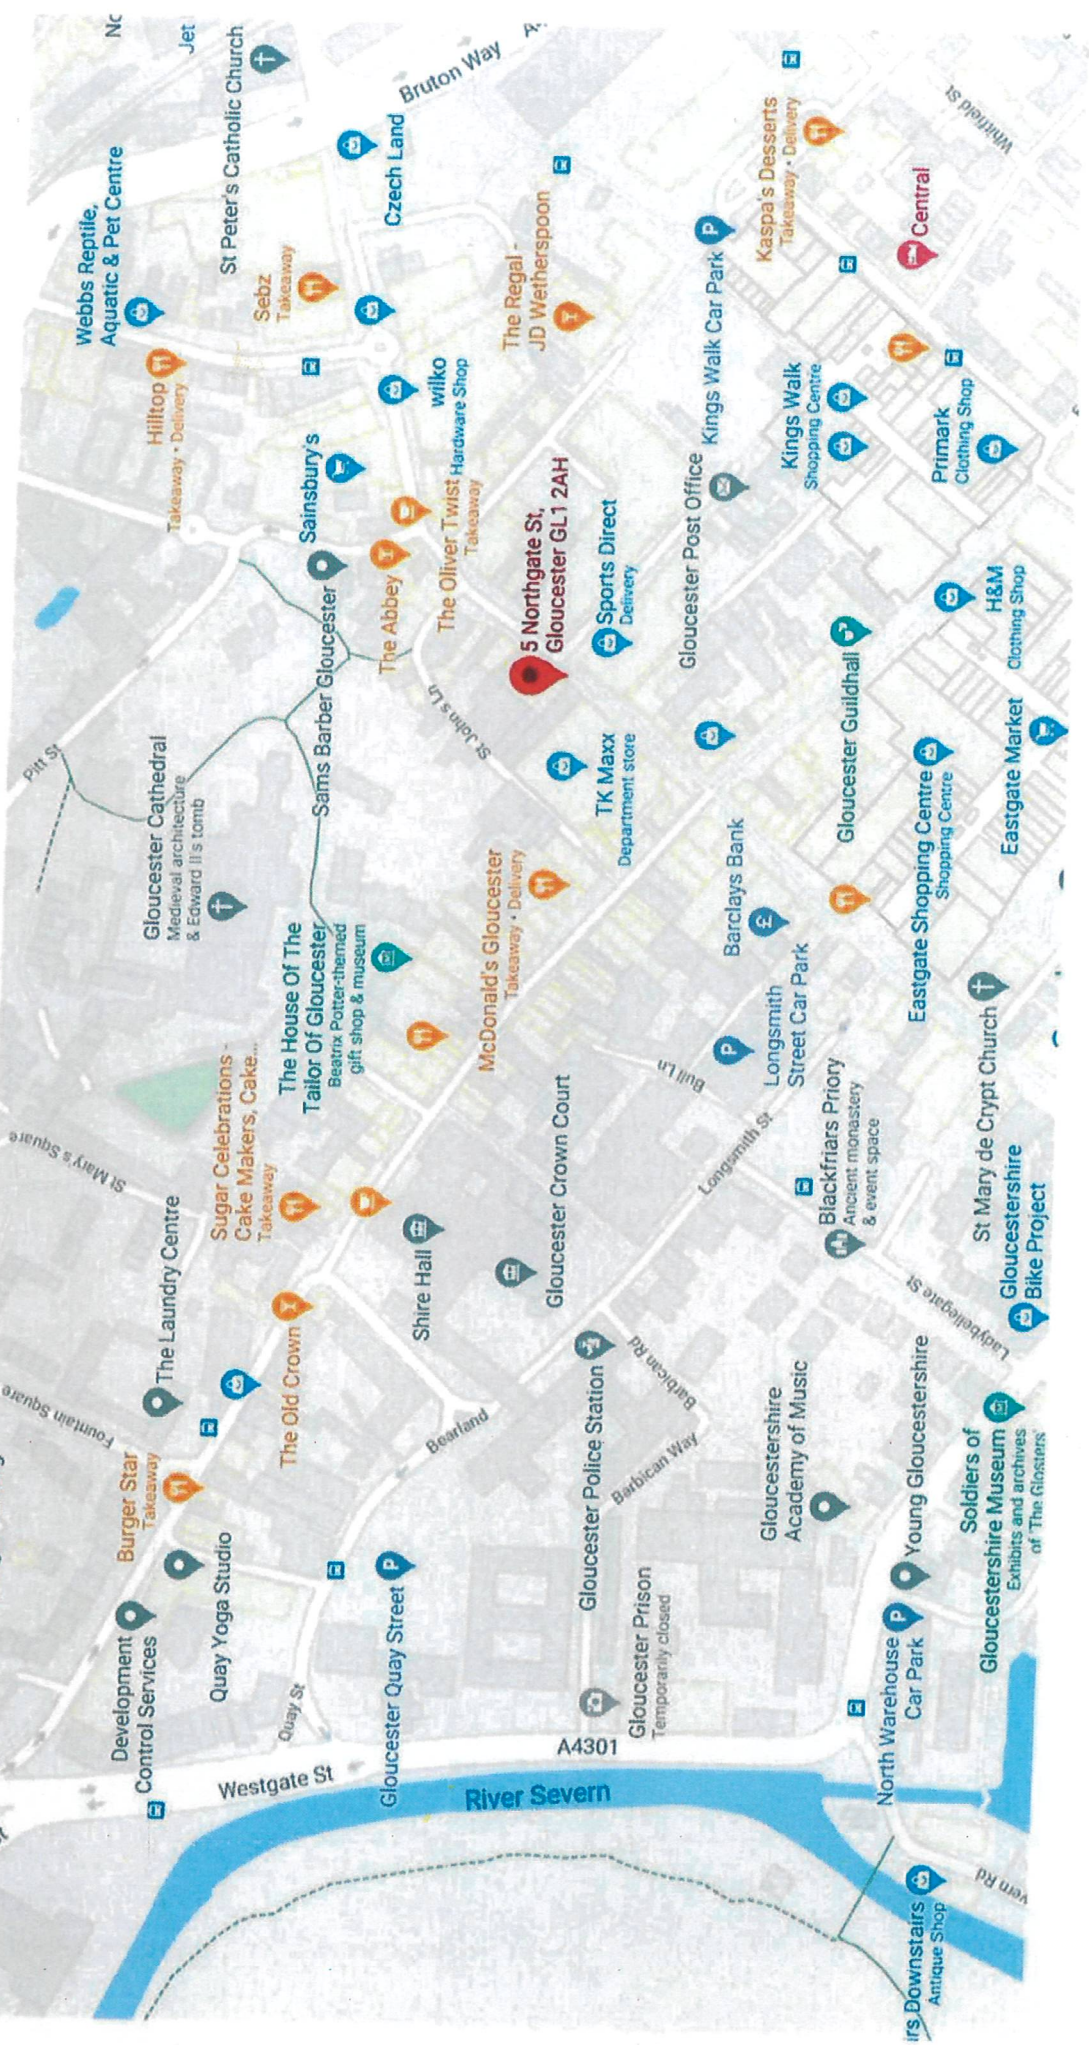 Webbs Reptile,
Aquatic & Pet Centre
Jet
St Peter's Catholic Church
Bruton Way
Hilltop
Takeaway • Delivery
Sebz
Takeaway
Czech Land
Pitt St
Sainsbury's
wilko
Hardware Shop
The Regal -
JD Wetherspoon
Kaspa's Desserts
Takeaway • Delivery
Whitfield St
Central
Gloucester Cathedral
Medieval architecture
& Edward II's tomb
Sams Barber Gloucester
The Abbey
The Oliver Twist
Takeaway
St John's Ln
5 Northgate St,
Gloucester GL1 2AH
Sports Direct
Delivery
Kings Walk Car Park
Gloucester Post Office
Kings Walk
Shopping Centre
Primark
Clothing Shop
H&M
Clothing Shop
St Mary's Square
The House Of The
Tailor Of Gloucester
Beatrix Potter-themed
gift shop & museum
McDonald's Gloucester
Takeaway • Delivery
TK Maxx
Department store
Barclays Bank
Gloucester Guildhall
Eastgate Shopping Centre
Shopping Centre
Eastgate Market
Fountain Square
The Laundry Centre
Sugar Celebrations -
Cake Makers, Cake...
Takeaway
Shire Hall
Gloucester Crown Court
Bull Ln
Longsmith St
Longsmith
Street Car Park
Blackfriars Priory
Ancient monastery
& event space
St Mary de Crypt Church
Burger Star
Takeaway
The Old Crown
Bearland
Gloucester Police Station
Barbican Rd
Barbican Way
Gloucestershire
Academy of Music
Ladybellegate St
Gloucestershire
Bike Project
Development
Control Services
Quay Yoga Studio
Quay St
Gloucester Quay Street
Gloucester Prison
Temporarily closed
Young Gloucestershire
Soldiers of
Gloucestershire Museum
Exhibits and archives
of 'The Glosters
Westgate St
A4301
River Severn
North Warehouse
Car Park
vern Rd
irs Downstairs
Antique Shop